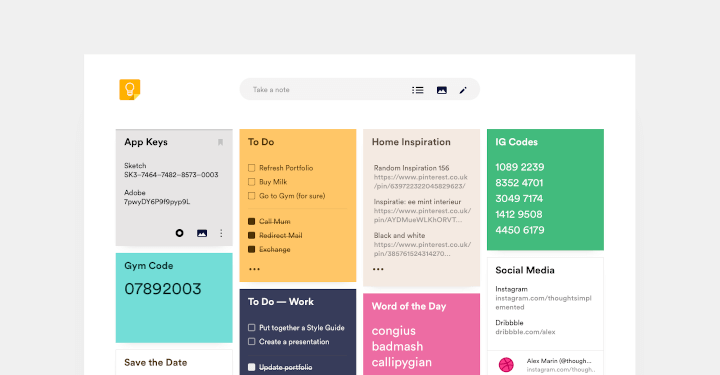 Take a note
App Keys
Sketch
SK3–7464–7482–8573–0003
Adobe
7pwyDY6P9f9pyp9L
Gym Code
07892003
Save the Date
To Do
Refresh Portfolio
Buy Milk
Go to Gym (for sure)
Call Mum
Redirect Mail
Exchange
To Do — Work
Put together a Style Guide
Create a presentation
Update portfolio
Home Inspiration
Random Inspiration 156
https://www.pinterest.co.uk
/pin/639722322045829623/
Inspiratie: ee mint interieur
https://www.pinterest.co.uk/
pin/AYDMueWLKhORVT...
Black and white
https://www.pinterest.co.uk/
pin/385761524314270...
Word of the Day
congius
badmash
callipygian
IG Codes
1089 2239
8352 4701
3049 7174
1412 9508
4450 6179
Social Media
Instagram
instagram.com/thoughtsimpl
emented
Dribbble
dribbble.com/alex
Alex Marin (@though...
instagram.com/though..